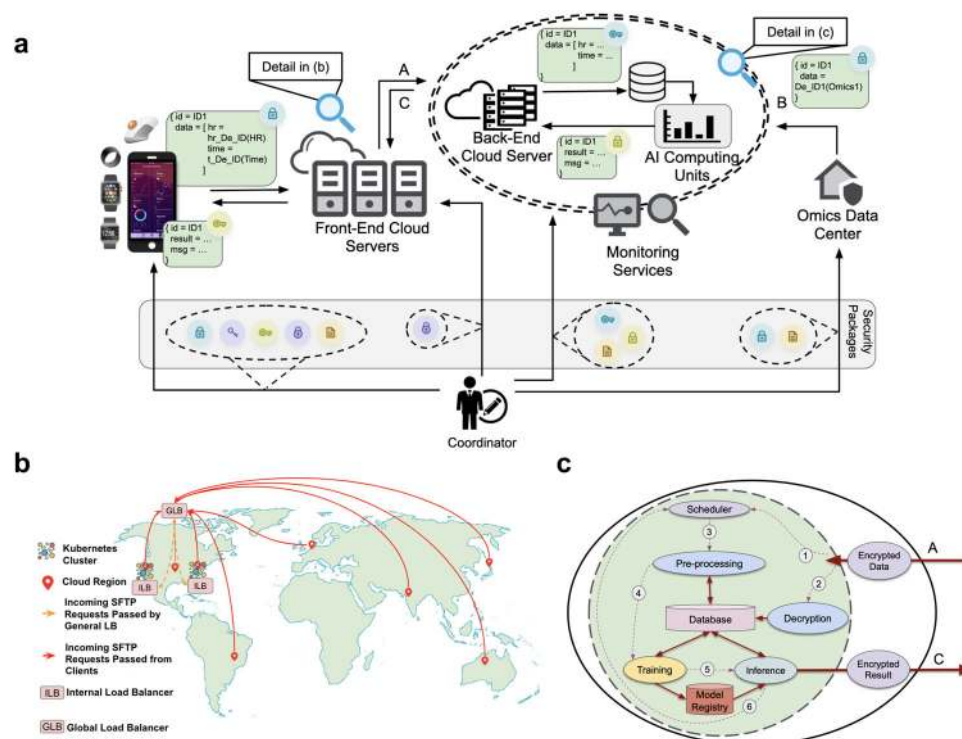 a
Detail in (b)
A
C
{ id = ID1
data = [ hr = ...
time = ...
]
}
Detail in (c)
{ id = ID1
data =
De_ID1(Omics1)
}
B
{ id = ID1
data = [ hr =
hr_De_ID(HR)
time =
t_De_ID(Time)
]
}
Back-End
Cloud Server
{ id = ID1
result = ...
msg = ...
}
AI Computing
Units
{ id = ID1
result = ...
msg = ...
}
Front-End Cloud
Servers
Monitoring
Services
Omics Data
Center
Security
Packages
Coordinator
b
GLB
Kubernetes
Cluster
ILB
ILB
Cloud Region
Incoming SFTP
Requests Passed by
General LB
Incoming SFTP
Requests Passed from
Clients
ILB
Internal Load Balancer
GLB
Global Load Balancer
c
Scheduler
1
Encrypted
Data
A
3
Pre-processing
2
4
Database
Decryption
Training
5
Inference
Encrypted
Result
C
Model
Registry
6